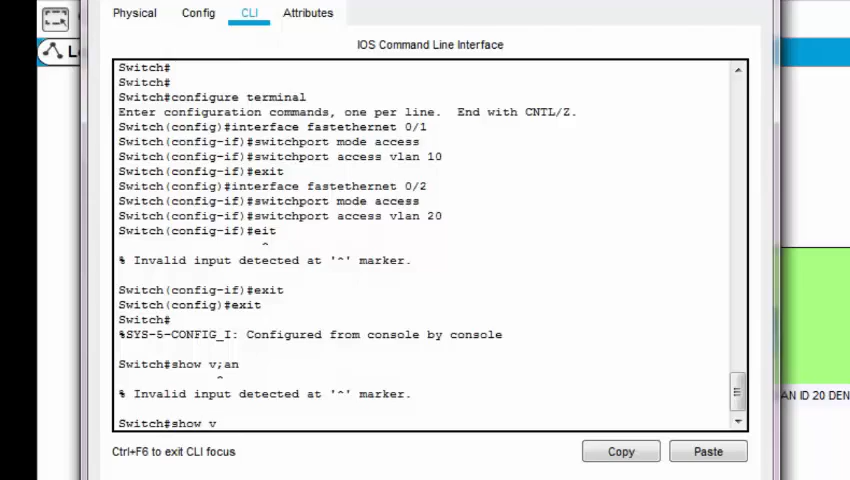 Physical Config CLI Attributes
IOS Command Line Interface
Switch#
Switch#
Switch#configure terminal
Enter configuration commands, one per line.  End with CNTL/Z.
Switch(config)#interface fastethernet 0/1
Switch(config-if)#switchport mode access
Switch(config-if)#switchport access vlan 10
Switch(config-if)#exit
Switch(config)#interface fastethernet 0/2
Switch(config-if)#switchport mode access
Switch(config-if)#switchport access vlan 20
Switch(config-if)#eit
^
% Invalid input detected at '^' marker.
Switch(config-if)#exit
Switch(config)#exit
Switch#
%SYS-5-CONFIG_I: Configured from console by console
Switch#show v;an
^
% Invalid input detected at '^' marker.
Switch#show v
Ctrl+F6 to exit CLI focus
Copy
Paste
AN ID 20 DEN